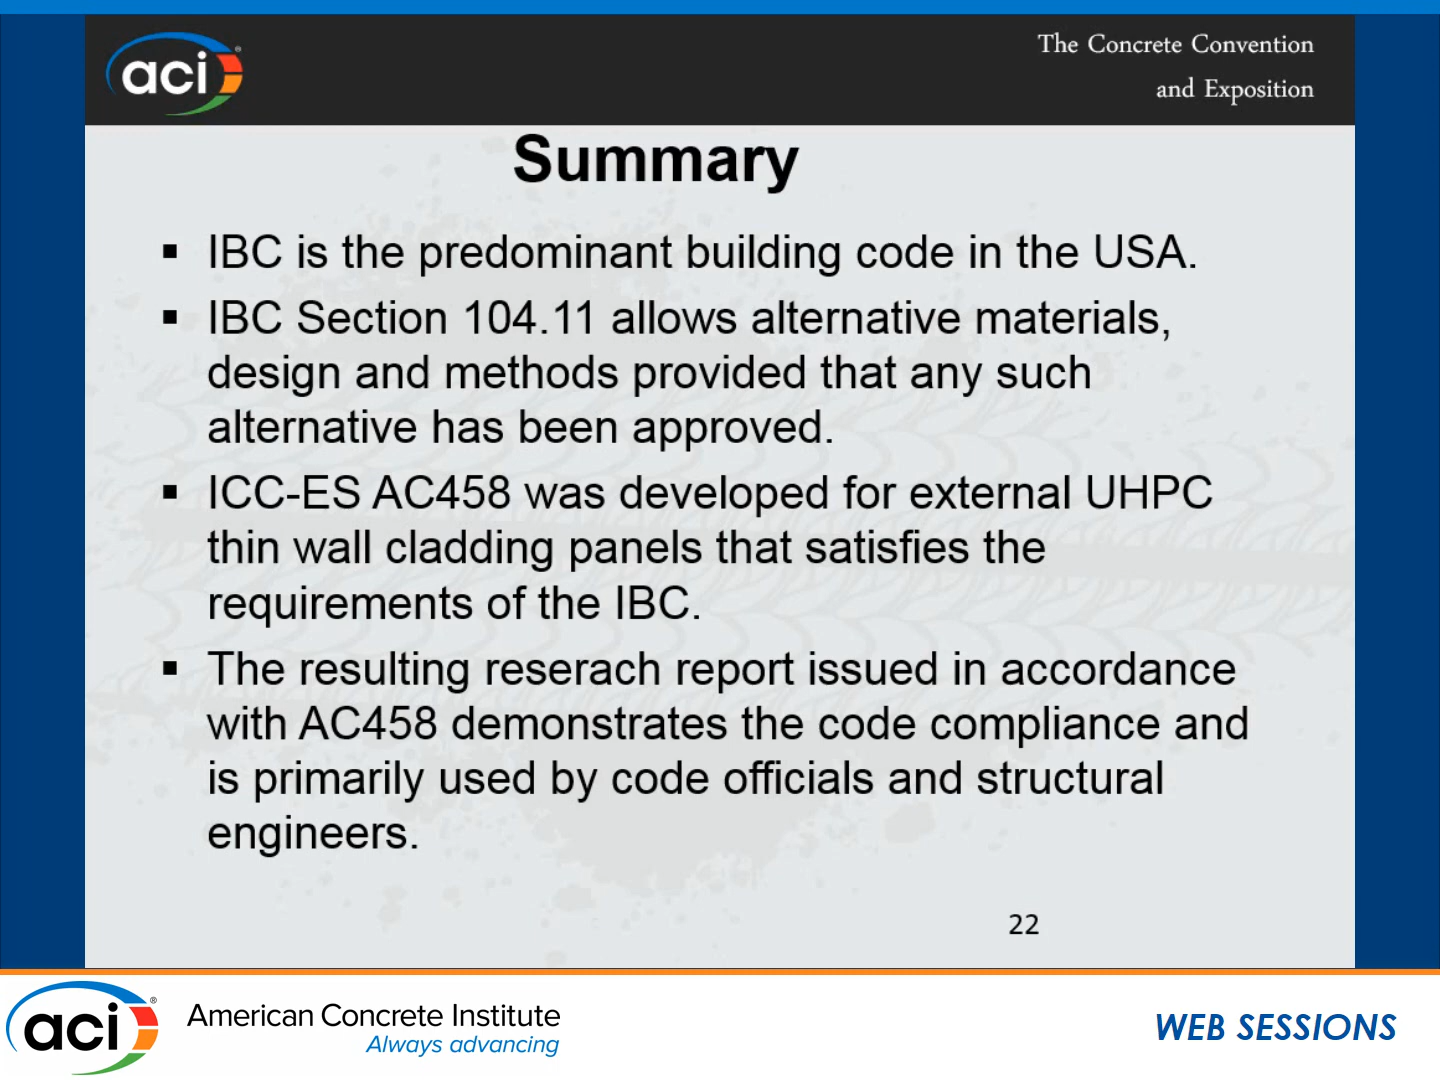 aci®
The Concrete Convention
and Exposition
Summary
▪ IBC is the predominant building code in the USA.
▪ IBC Section 104.11 allows alternative materials,
design and methods provided that any such
alternative has been approved.
▪ ICC-ES AC458 was developed for external UHPC
thin wall cladding panels that satisfies the
requirements of the IBC.
▪ The resulting reserach report issued in accordance
with AC458 demonstrates the code compliance and
is primarily used by code officials and structural
engineers.
22
aci®
American Concrete Institute
Always advancing
WEB SESSIONS